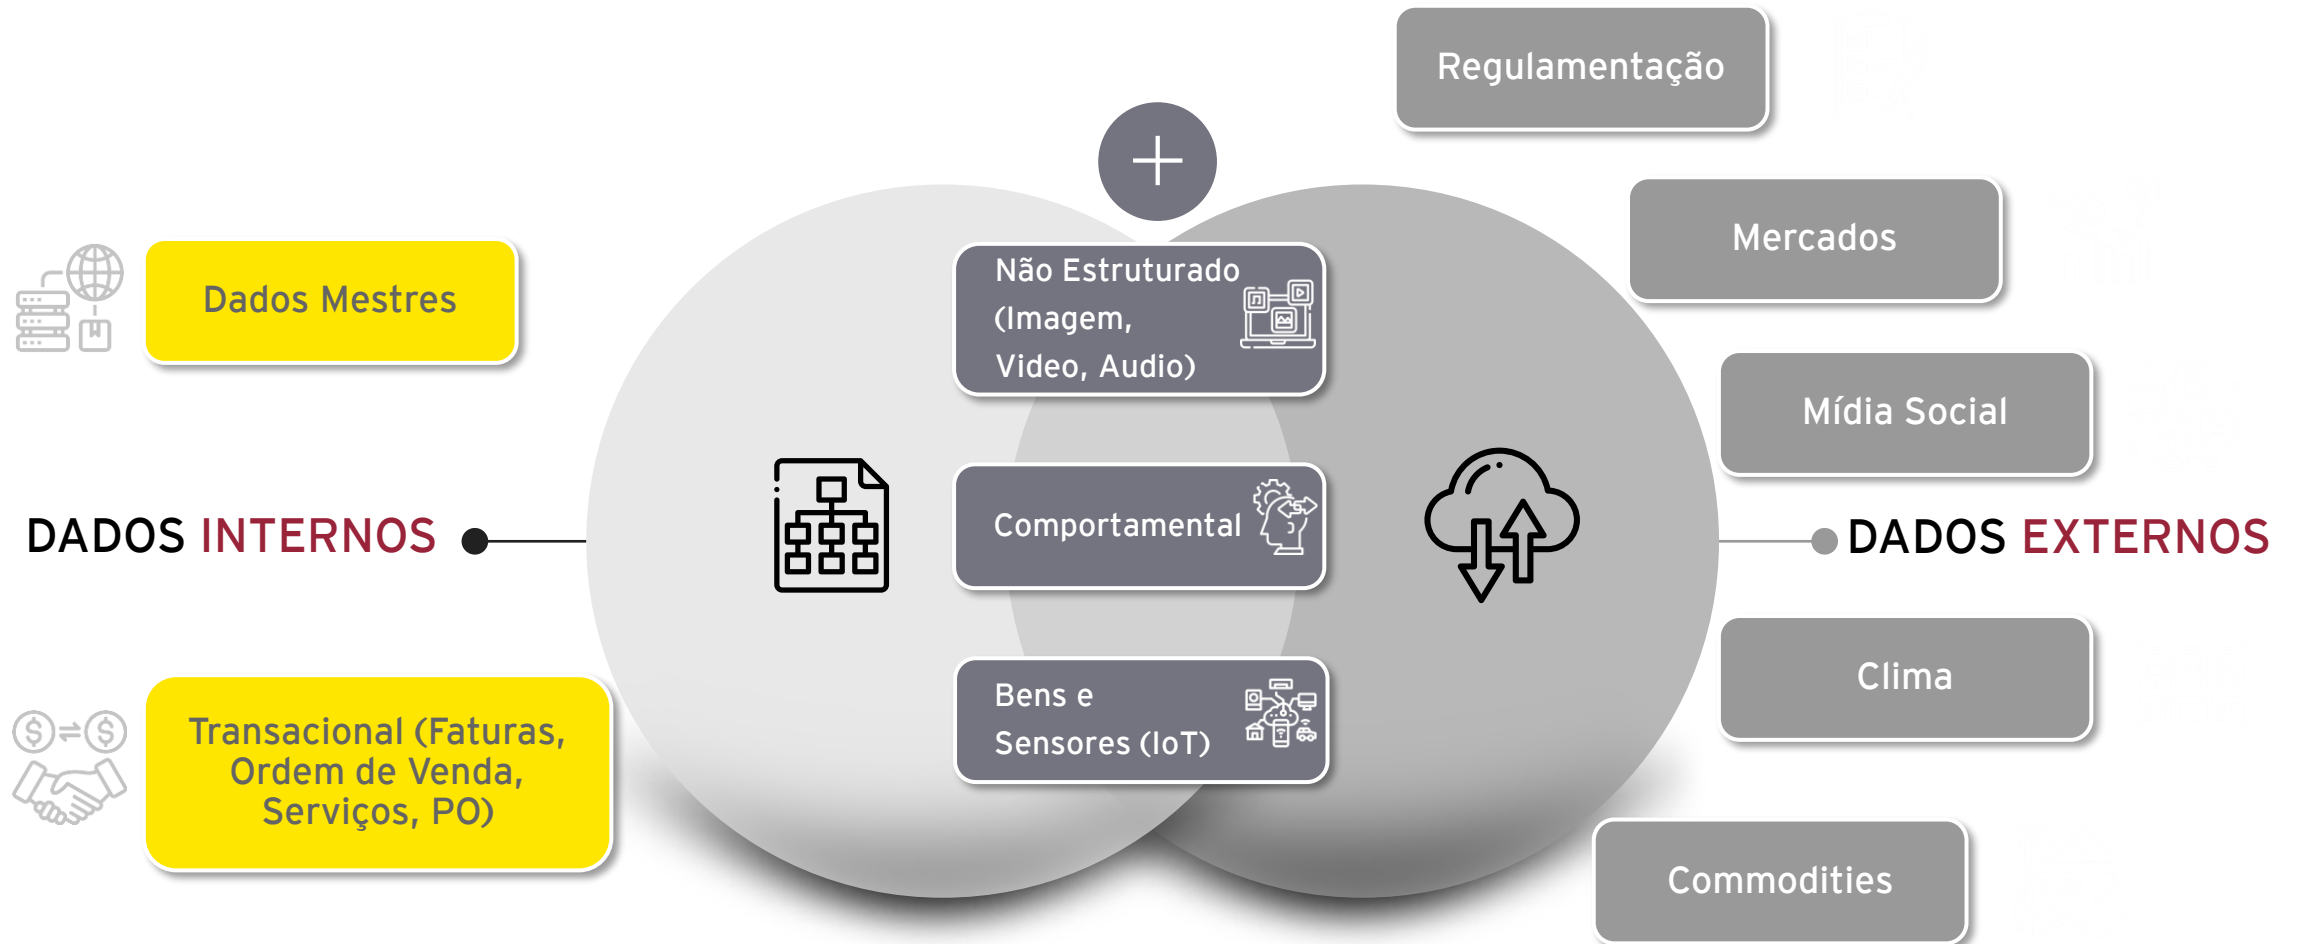 Regulamentação
Mercados
Não Estruturado
(Imagem,
Video, Audio)
Dados Mestres
Mídia Social
Comportamental
DADOS INTERNOS
DADOS EXTERNOS
Clima
Bens e
Sensores (IoT)
Transacional (Faturas,
Ordem de Venda,
Serviços, PO)
Commodities